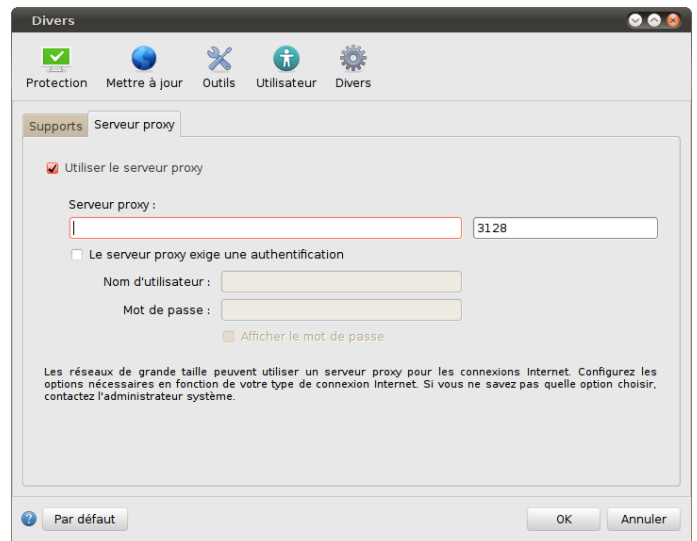 Divers
Protection Mettre à jour Outils Utilisateur Divers
Supports Serveur proxy
Utiliser le serveur proxy
Serveur proxy :
3128
Le serveur proxy exige une authentification
Nom d'utilisateur :
Mot de passe :
Afficher le mot de passe
Les réseaux de grande taille peuvent utiliser un serveur proxy pour les connexions Internet. Configurez les
options nécessaires en fonction de votre type de connexion Internet. Si vous ne savez pas quelle option choisir,
contactez l'administrateur système.
? Par défaut OK Annuler